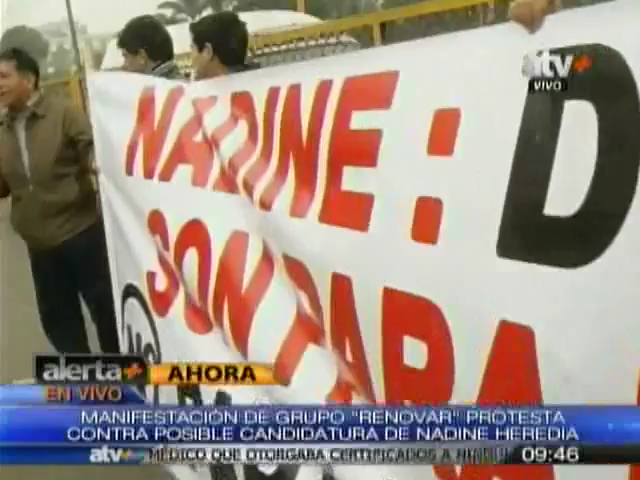 atv+
VIVO
NADINE: D
SON PARA
alerta+
AHORA
EN VIVO
MANIFESTACIÓN DE GRUPO "RENOVAR" PROTESTA
CONTRA POSIBLE CANDIDATURA DE NADINE HEREDIA
atv+ MÉDICO QUE OTORGABA CERTIFICADOS A 09:46